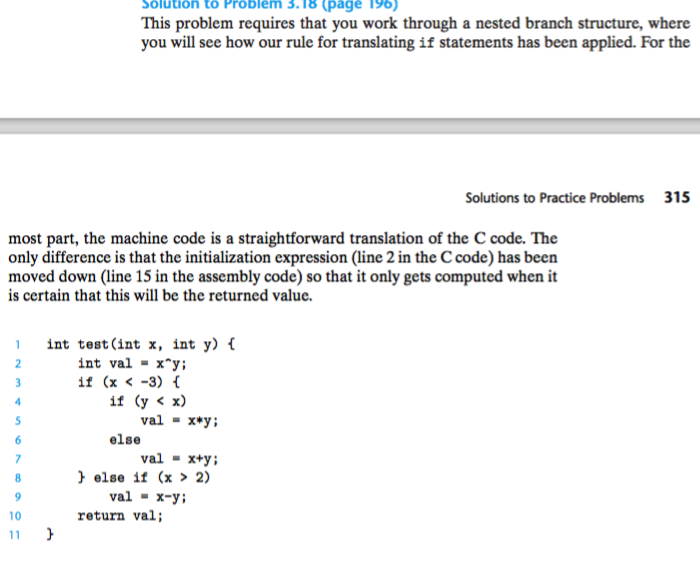 Solution to Problem 3.18 (page 196)
This problem requires that you work through a nested branch structure, where
you will see how our rule for translating if statements has been applied. For the
Solutions to Practice Problems 315
most part, the machine code is a straightforward translation of the C code. The
only difference is that the initialization expression (line 2 in the C code) has been
moved down (line 15 in the assembly code) so that it only gets computed when it
is certain that this will be the returned value.
1 int test(int x, int y) {
2 int val = x^y;
3 if (x < -3) {
4 if (y < x)
5 val = x*y;
6 else
7 val = x+y;
8 } else if (x > 2)
9 val = x-y;
10 return val;
11 }